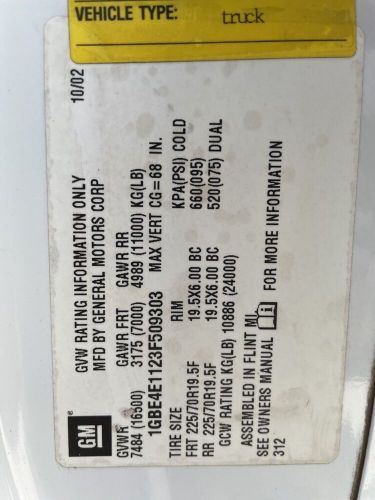 VEHICLE TYPE: truck
GVW RATING INFORMATION ONLY 10/02
MFD BY GENERAL MOTORS CORP
GM
GVWR GAWR FRT GAWR RR
7484 (16500) 3175 (7000) 4989 (11000) KG(LB)
1GBE4E1123F509303 MAX VERT CG=68 IN.
TIRE SIZE RIM KPA(PSI) COLD
FRT 225/70R19.5F 19.5X6.00 BC 660(095)
RR 225/70R19.5F 19.5X6.00 BC 520(075) DUAL
GCW RATING KG(LB) 10886 (24000)
ASSEMBLED IN FLINT MI.
SEE OWNERS MANUAL FOR MORE INFORMATION
312